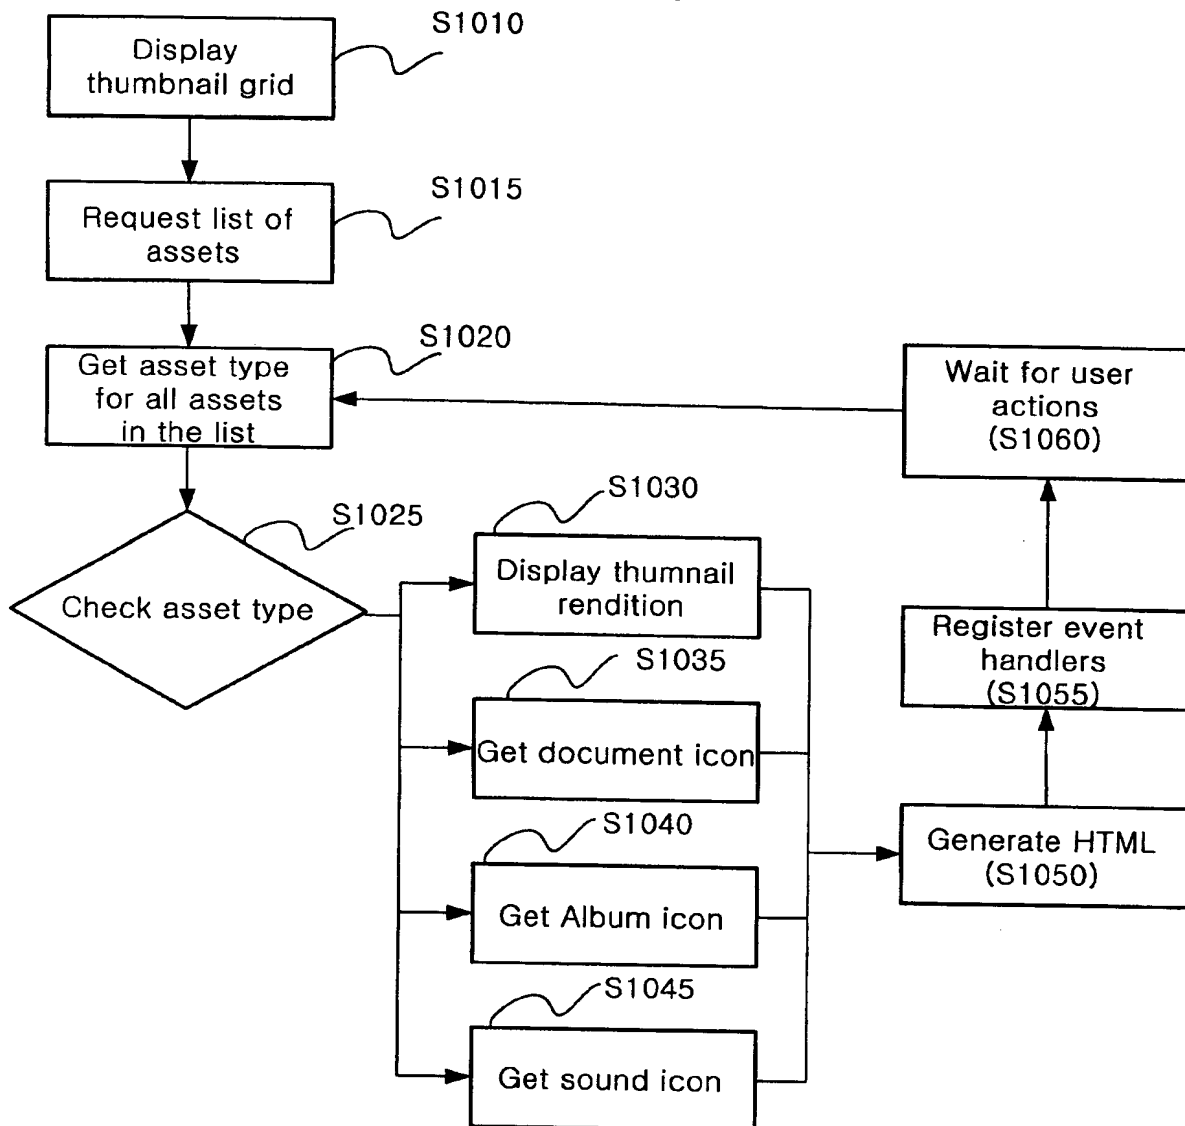 S1010
Display
thumbnail grid
S1015
Request list of
assets
S1020
Get asset type
for all assets
in the list
Wait for user
actions
(S1060)
S1025
Check asset type
S1030
Display thumnail
rendition
Register event
handlers
(S1055)
S1035
Get document icon
S1040
Generate HTML
(S1050)
Get Album icon
S1045
Get sound icon